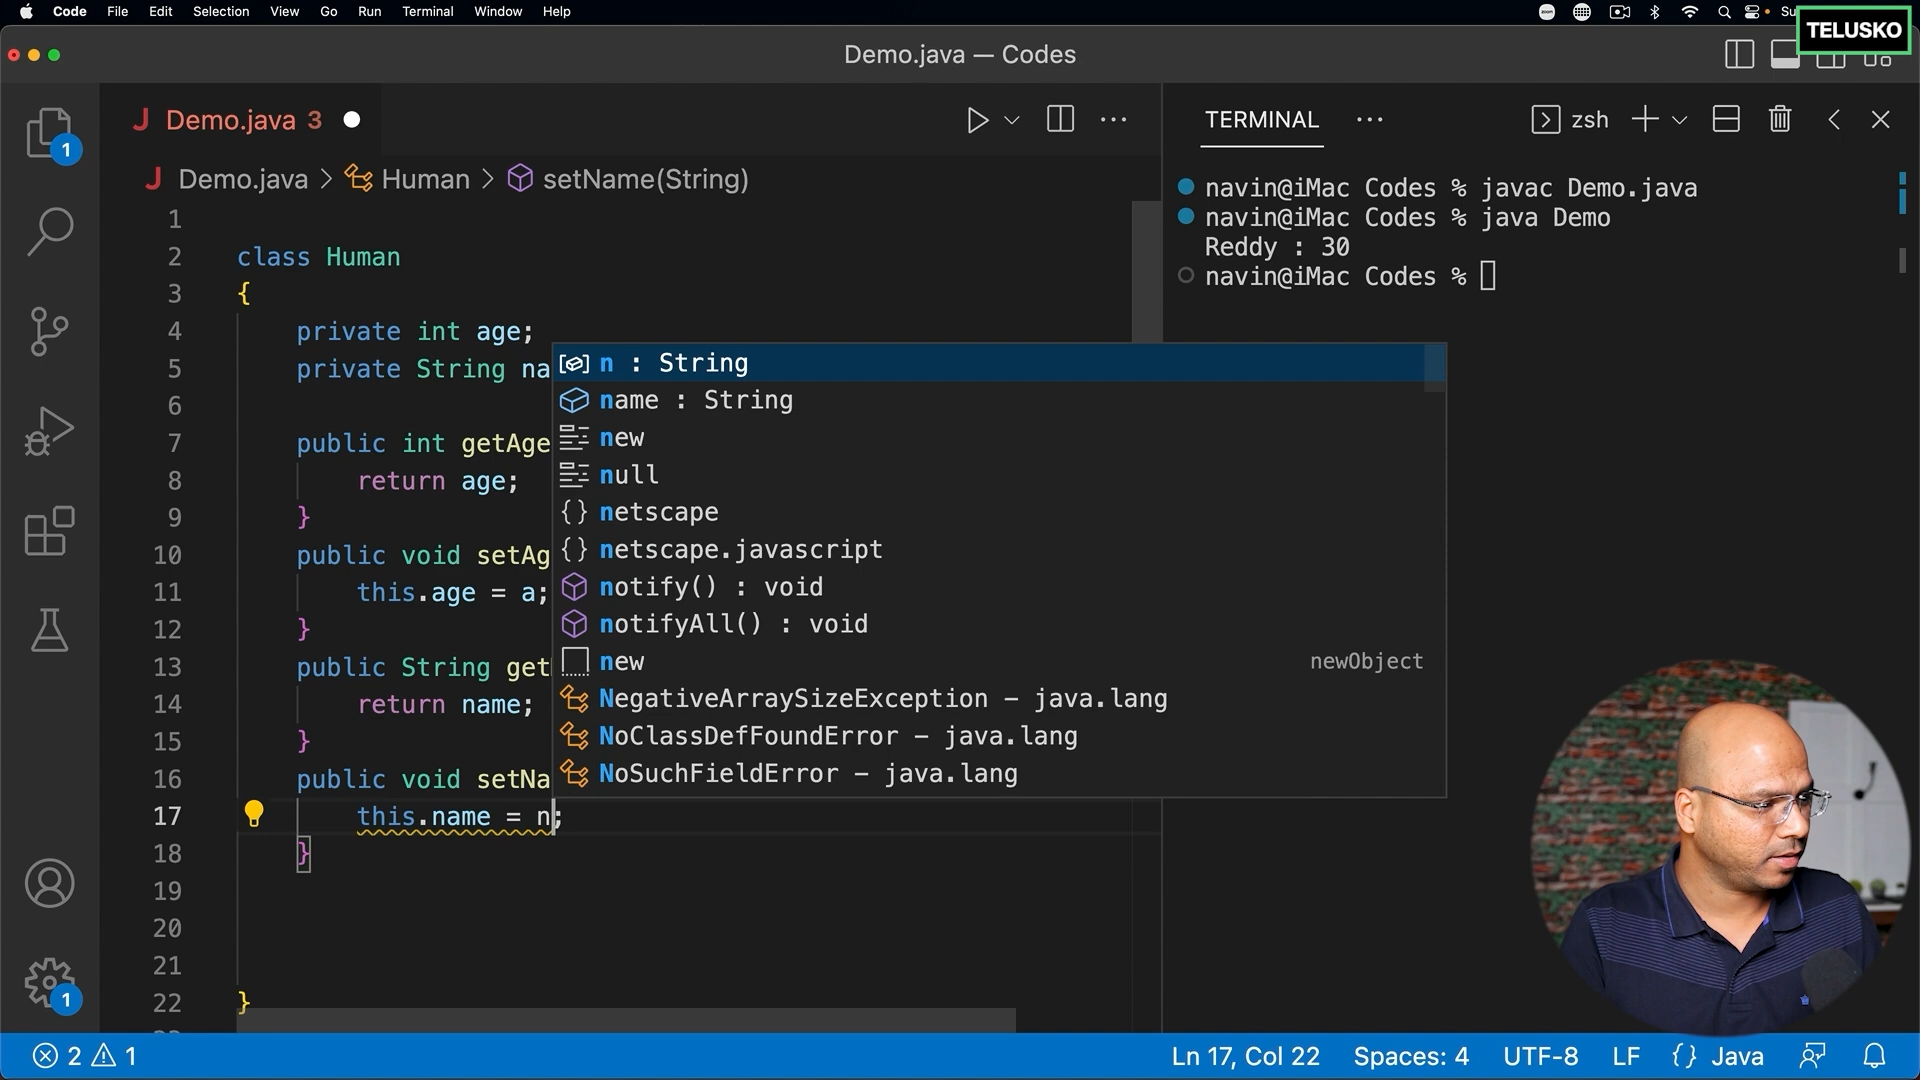 Code File Edit Selection View Go Run Terminal Window Help
zoom
Su
TELUSKO
Demo.java — Codes
Demo.java 3
TERMINAL
zsh
Demo.java > Human > setName(String)
navin@iMac Codes % javac Demo.java
navin@iMac Codes % java Demo
Reddy : 30
navin@iMac Codes %
1
2 class Human
3 {
4 private int age;
5 private String na
6
7 public int getAge
8 return age;
9 }
10 public void setAg
11 this.age = a;
12 }
13 public String get
14 return name;
15 }
16 public void setNa
17 this.name = n;
18 }
19
20
21
22 }
n : String
name : String
new
null
netscape
netscape.javascript
notify() : void
notifyAll() : void
new newObject
NegativeArraySizeException – java.lang
NoClassDefFoundError – java.lang
NoSuchFieldError – java.lang
1
1
2 1
Ln 17, Col 22 Spaces: 4 UTF-8 LF {} Java